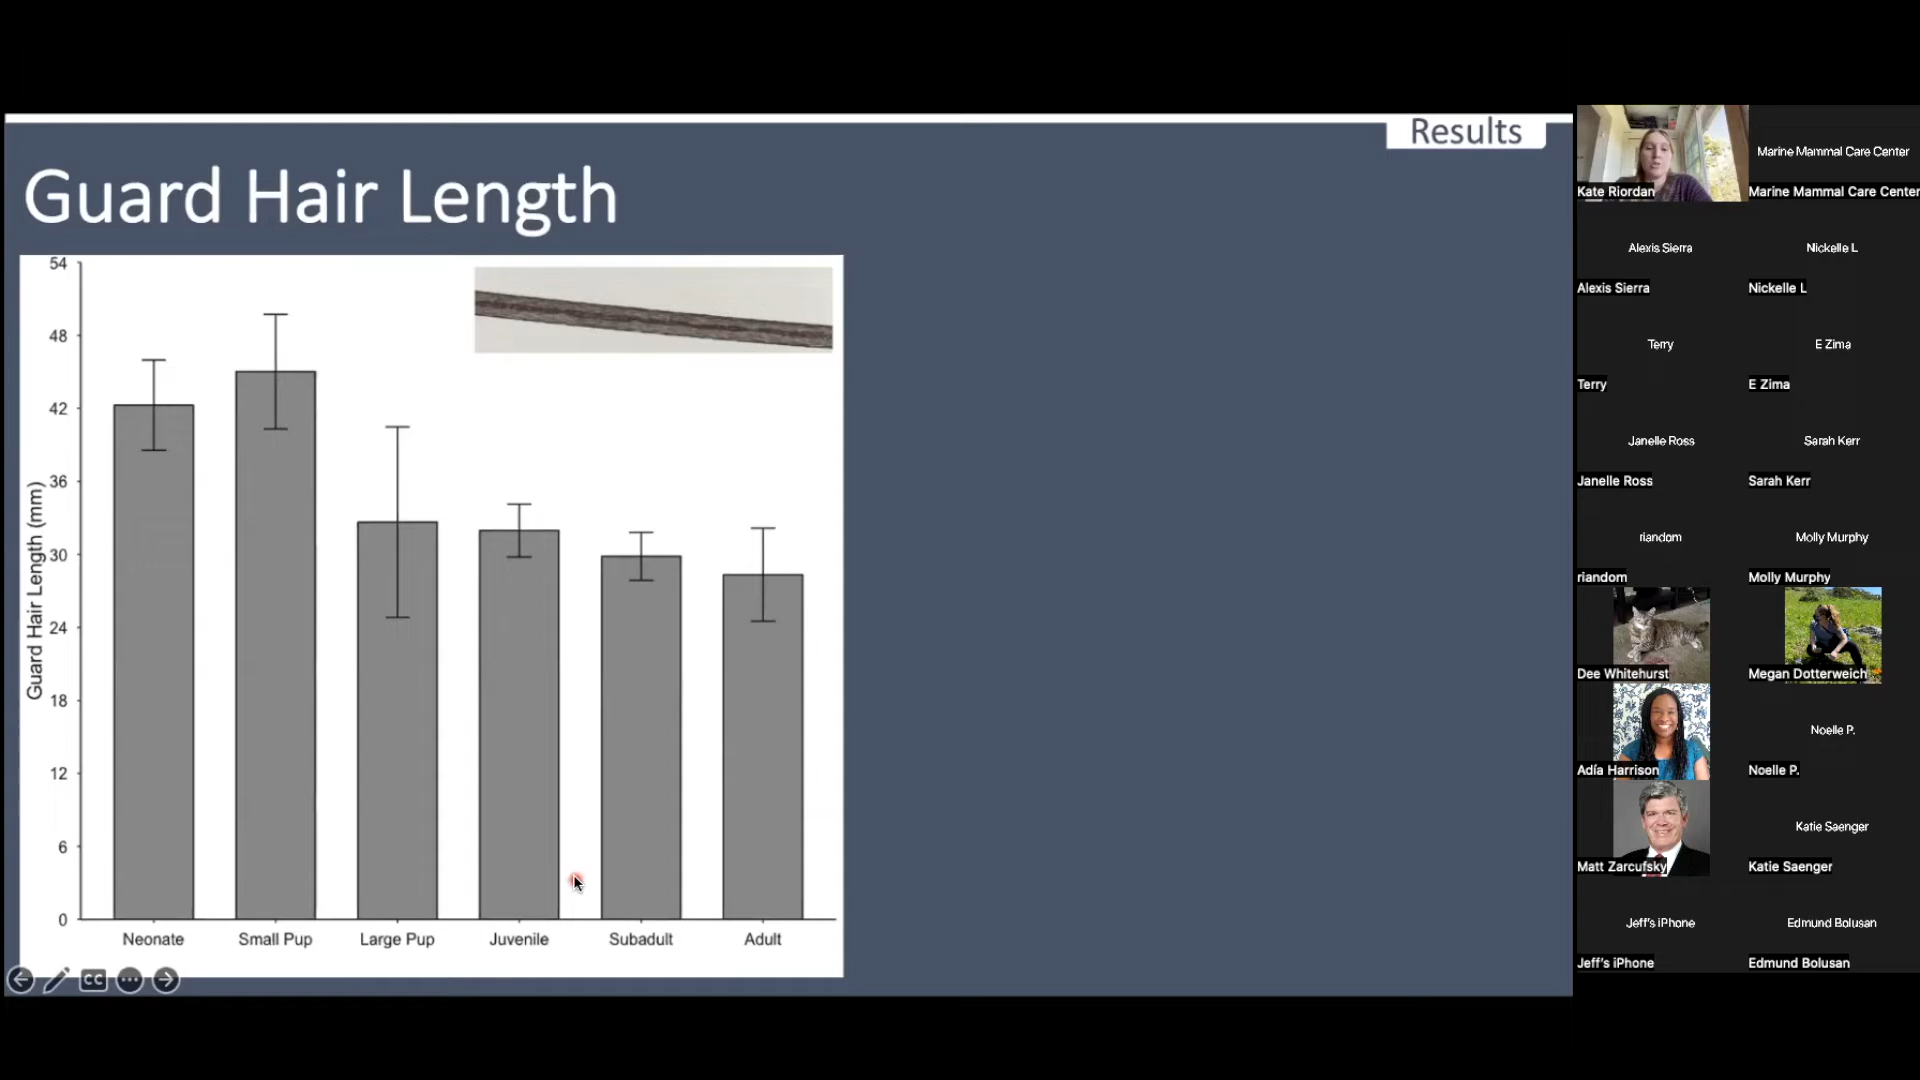 Results
Guard Hair Length
54
48
42
36
30
24
18
12
6
0
Guard Hair Length (mm)
Neonate Small Pup Large Pup Juvenile Subadult Adult
CC
Kate Riordan
Marine Mammal Care Center
Marine Mammal Care Center
Alexis Sierra
Alexis Sierra
Nickelle L
Nickelle L
Terry
Terry
E Zima
E Zima
Janelle Ross
Janelle Ross
Sarah Kerr
Sarah Kerr
riandom
riandom
Molly Murphy
Molly Murphy
Dee Whitehurst
Megan Dotterweich
Adía Harrison
Noelle P.
Noelle P.
Matt Zarcufsky
Katie Saenger
Katie Saenger
Jeff's iPhone
Jeff's iPhone
Edmund Bolusan
Edmund Bolusan